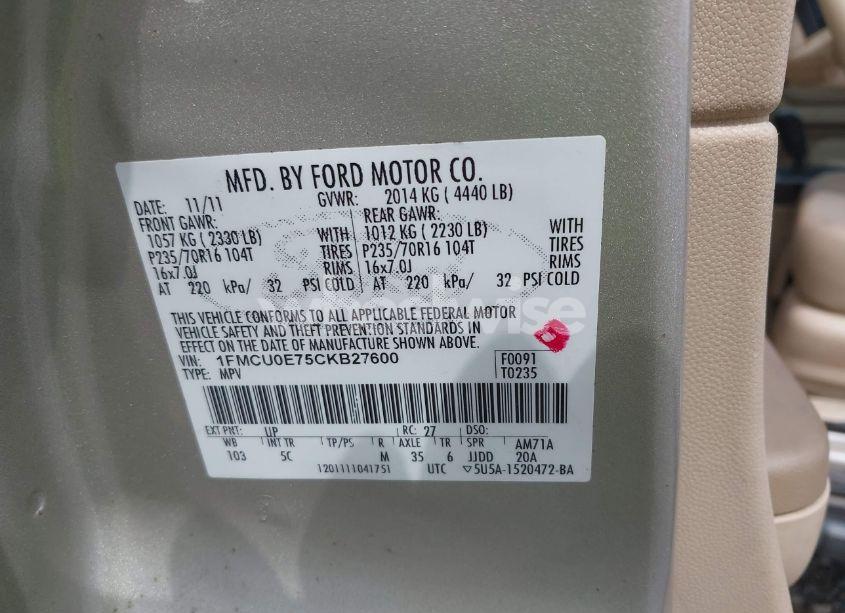 MFD. BY FORD MOTOR CO.
DATE: 11/11 GVWR: 2014 KG ( 4440 LB)
FRONT GAWR: REAR GAWR:
1057 KG ( 2330 LB) WITH 1012 KG ( 2230 LB) WITH
P235/70R16 104T TIRES P235/70R16 104T TIRES
16x7.0J RIMS 16x7.0J RIMS
AT 220 kPa/ 32 PSI COLD AT 220 kPa/ 32 PSI COLD
THIS VEHICLE CONFORMS TO ALL APPLICABLE FEDERAL MOTOR
VEHICLE SAFETY AND THEFT PREVENTION STANDARDS IN
EFFECT ON THE DATE OF MANUFACTURE SHOWN ABOVE.
VIN: 1FMCU0E75CKB27600 F0091
TYPE: MPV T0235
EXT PNT: UP RC: 27 DSO:
WB INT TR TP/PS R AXLE TR SPR AM71A
103 5C M 35 6 JJDD 20A
1201111041751 UTC ▽5U5A-1520472-BA